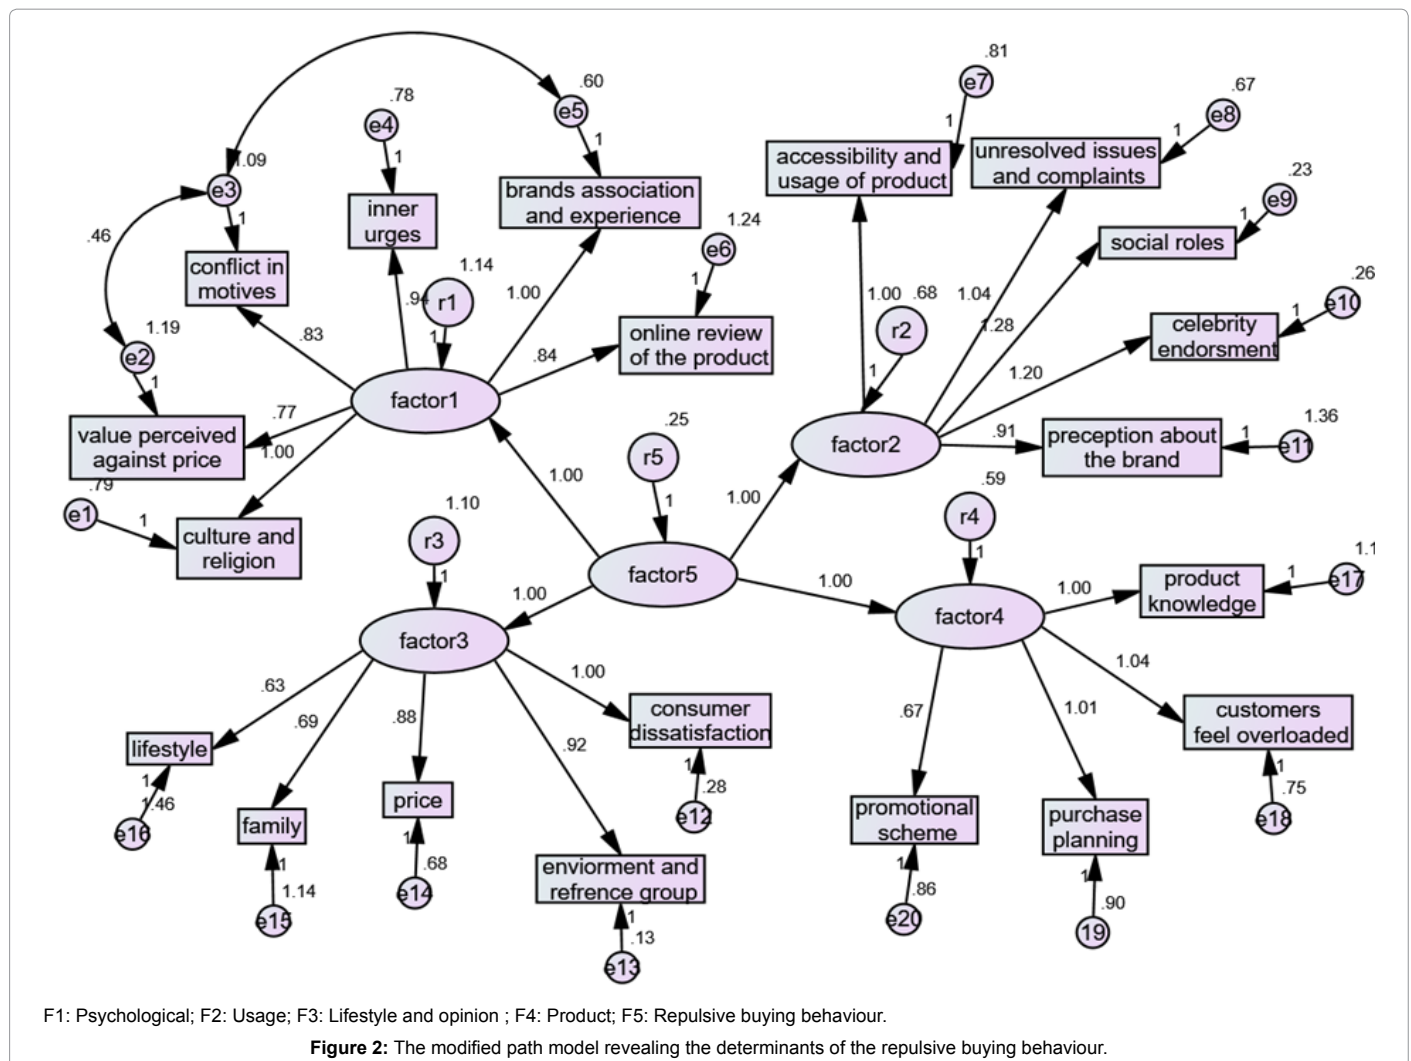 .60
e5
1
.78
e4
1
1.09
e3
1
.46
inner
urges
brands association
and experience
conflict in
motives
1.24
e6
1
1.14
r1
1
.94
1.00
.83
.84
online review
of the product
1.19
e2
1
factor1
.77
1.00
value perceived
against price
.79
e1
1
culture and
religion
.81
e7
1
accessibility and
usage of product
unresolved issues
and complaints
.67
e8
1
.23
e9
1
social roles
.26
e10
1
celebrity
endorsment
1.00
.68
r2
1
1.04
1.28
1.20
factor2
.91
preception about
the brand
1
1.36
e11
.25
r5
1
1.00
1.00
factor5
1.00
1.00
1.10
r3
1
factor3
.59
r4
1
factor4
1.00
product
knowledge
1
1.1
e17
.63
.69
.88
.92
1.00
consumer
dissatisfaction
1
.28
e12
lifestyle
1
1.46
e16
family
1
1.14
e15
price
1
.68
e14
enviorment and
refrence group
1
.13
e13
.67
1.01
1.04
customers
feel overloaded
1
.75
e18
promotional
scheme
1
.86
e20
purchase
planning
1
.90
19
F1: Psychological; F2: Usage; F3: Lifestyle and opinion ; F4: Product; F5: Repulsive buying behaviour.
Figure 2: The modified path model revealing the determinants of the repulsive buying behaviour.